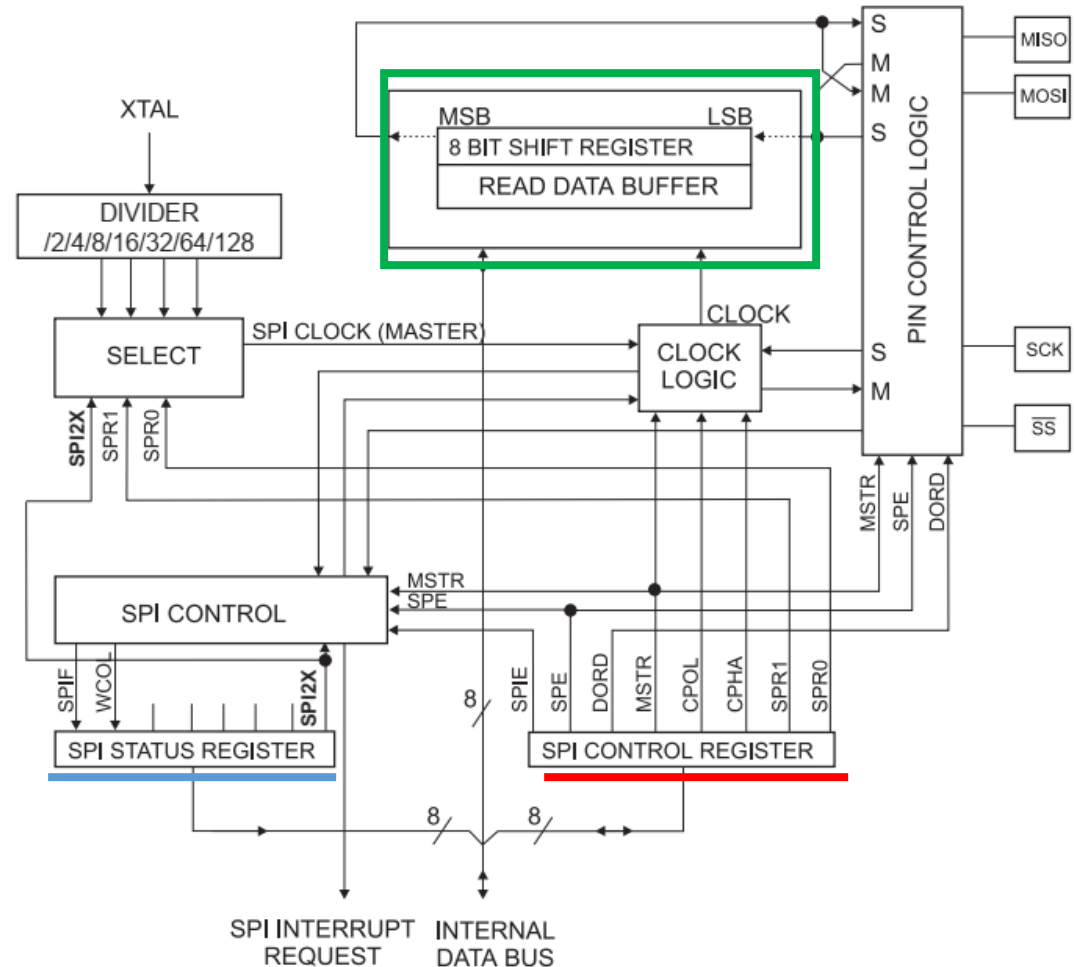 S
MISO
M
XTAL
MSB
LSB
M
MOSI
8 BIT SHIFT REGISTER
S
READ DATA BUFFER
PIN CONTROL LOGIC
DIVIDER
/2/4/8/16/32/64/128
CLOCK
SPI CLOCK (MASTER)
SELECT
CLOCK
LOGIC
S
SCK
M
SPI2X
SPR1
SPR0
SS
MSTR
SPE
DORD
MSTR
SPE
SPI CONTROL
SPIF
WCOL
SPI2X
8
SPIE
SPE
DORD
MSTR
CPOL
CPHA
SPR1
SPR0
SPI STATUS REGISTER
SPI CONTROL REGISTER
8
8
SPI INTERRUPT
REQUEST
INTERNAL
DATA BUS